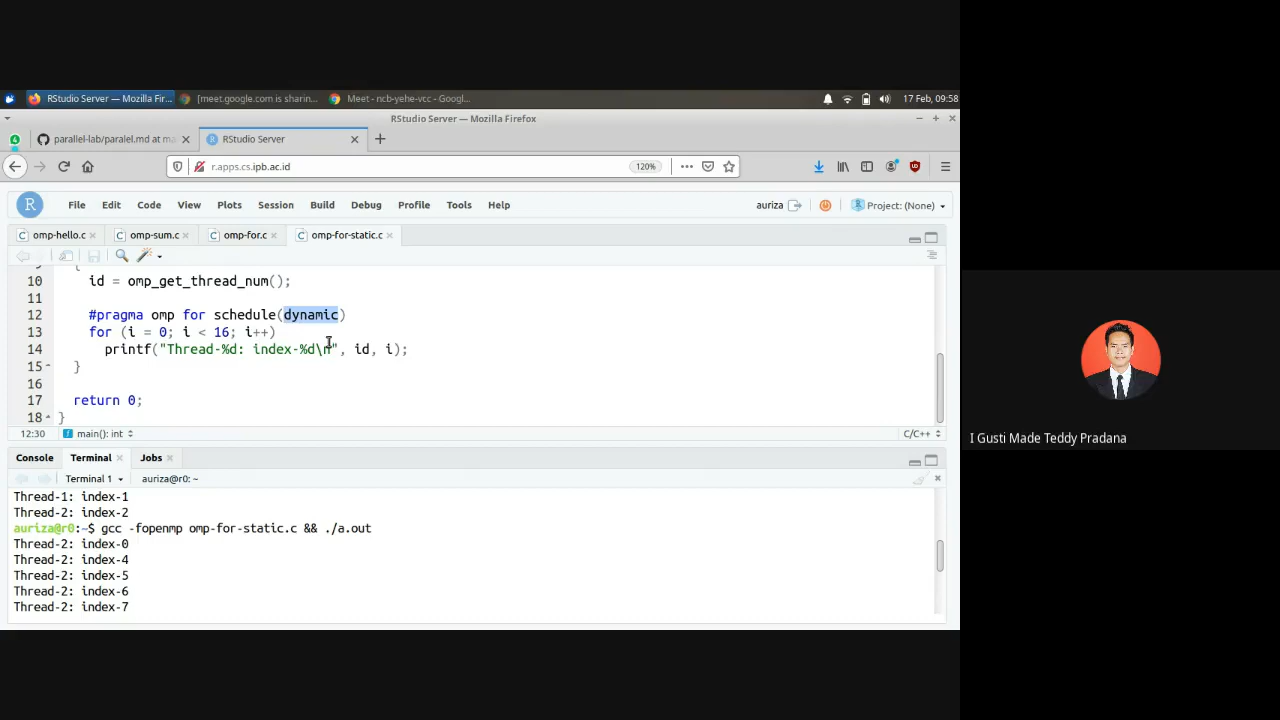 RStudio Server — Mozilla Fir...
[meet.google.com is sharin...
Meet - ncb-yehe-vcc - Googl...
17 Feb, 09:58
RStudio Server — Mozilla Firefox
parallel-lab/paralel.md at ma
RStudio Server
r.apps.cs.ipb.ac.id
120%
R
File Edit Code View Plots Session Build Debug Profile Tools Help
auriza
Project: (None)
omp-hello.c
omp-sum.c
omp-for.c
omp-for-static.c
10 id = omp_get_thread_num();
11
12 #pragma omp for schedule(dynamic)
13 for (i = 0; i < 16; i++)
14 printf("Thread-%d: index-%d\n", id, i);
15 }
16
17 return 0;
18 }
12:30 main(): int C/C++
Console Terminal Jobs
Terminal 1 auriza@r0: ~
Thread-1: index-1
Thread-2: index-2
auriza@r0:~$ gcc -fopenmp omp-for-static.c && ./a.out
Thread-2: index-0
Thread-2: index-4
Thread-2: index-5
Thread-2: index-6
Thread-2: index-7
I Gusti Made Teddy Pradana